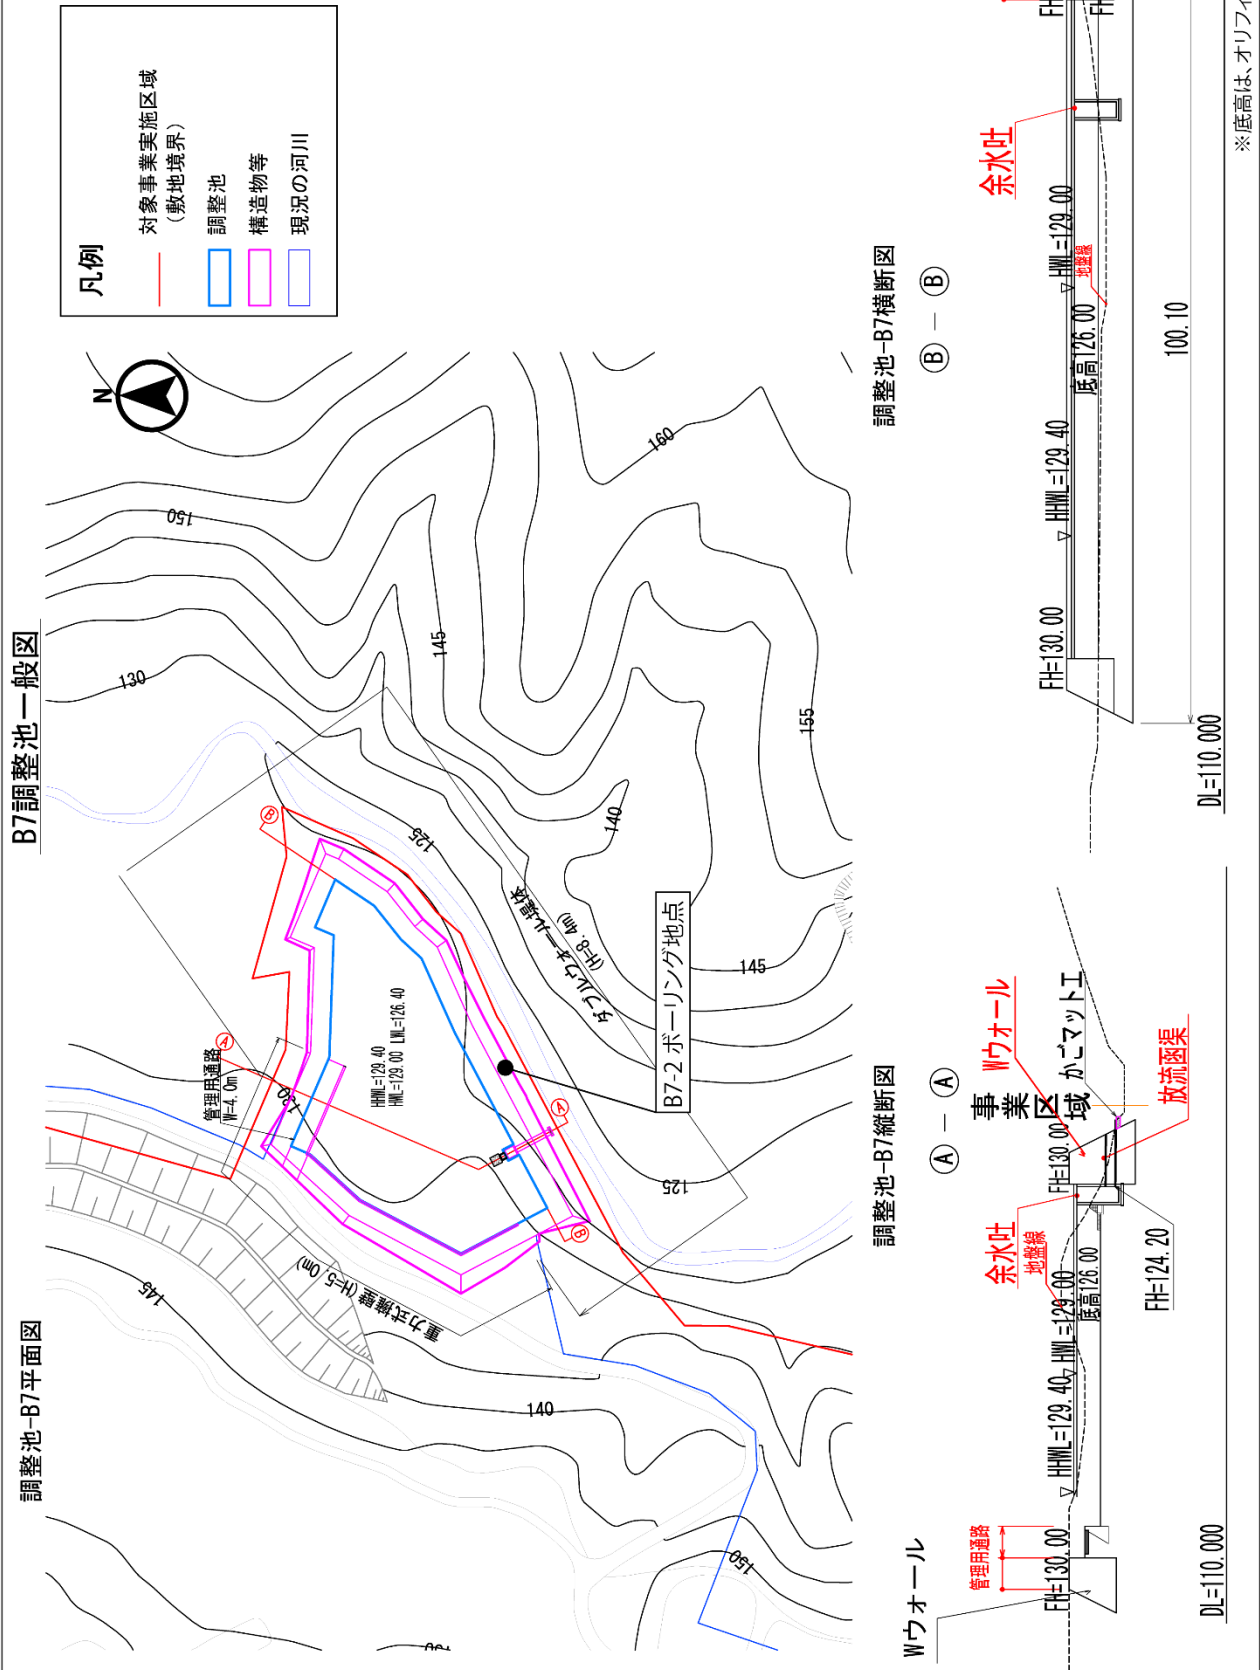 B7調整池一般図
調整池-B7平面図
凡例
対象事業実施区域
（敷地境界）
調整池
構造物等
現況の河川
N
150
130
145
160
155
140
145
125
125
130
145
140
150
管理用通路
W=4.0m
HHWL=129.40
HWL=129.00 LWL=126.40
ダブルウォール堤体
(H=8.4m)
重力式擁壁(H=5.0m)
B7-2 ボーリング地点
A
A
B
B
調整池-B7縦断図
A － A
Wウォール
管理用通路
FH=130.00
HHWL=129.40
HWL=129.00
底高126.00
余水吐
地盤線
FH=130.00
事業区域
Wウォール
かごマット工
放流函渠
FH=124.20
DL=110.000
調整池-B7横断図
B － B
FH=130.00
HHWL=129.40
HWL=129.00
底高126.00
地盤線
余水吐
FH
FH
100.10
DL=110.000
※底高は、オリフィ